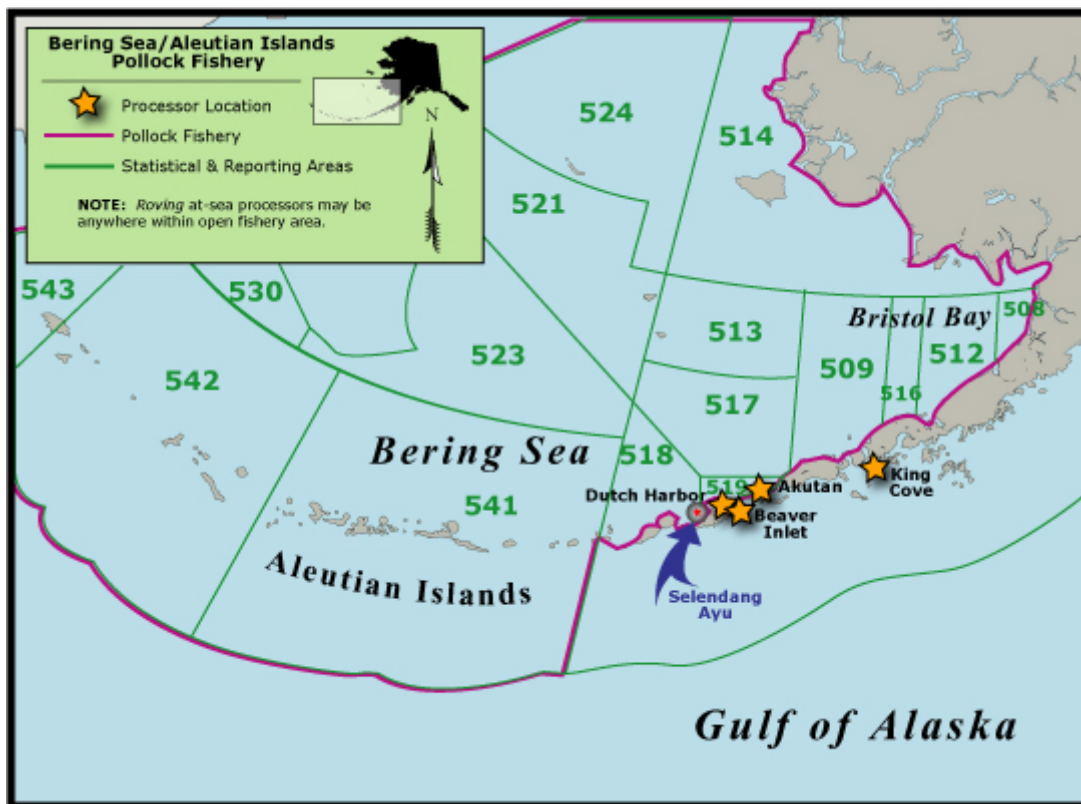 Bering Sea/Aleutian Islands
Pollock Fishery
Processor Location
Pollock Fishery
Statistical & Reporting Areas
N
NOTE: Roving at-sea processors may be
anywhere within open fishery area.
524
514
521
543
530
508
Bristol Bay
513
512
523
509
542
516
517
Bering Sea
518
King
Cove
519
Akutan
Dutch Harbor
541
Beaver
Inlet
Aleutian Islands
Selendang
Ayu
Gulf of Alaska